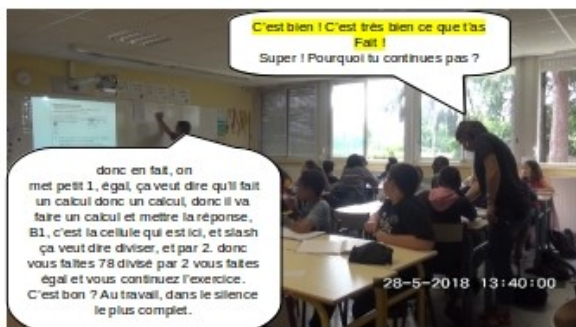 C'est bien ! C'est très bien ce que t'as
Fait !
Super ! Pourquoi tu continues pas ?
donc en fait, on
met petit 1, égal, ça veut dire qu'il fait
un calcul donc un calcul, donc il va
faire un calcul et mettre la réponse,
B1, c'est la cellule qui est ici, et slash
ça veut dire diviser, et par 2. donc
vous faîtes 78 divisé par 2 vous faites
égal et vous continuez l'exercice.
C'est bon ? Au travail, dans le silence
le plus complet.
28-5-2018 13:40:00